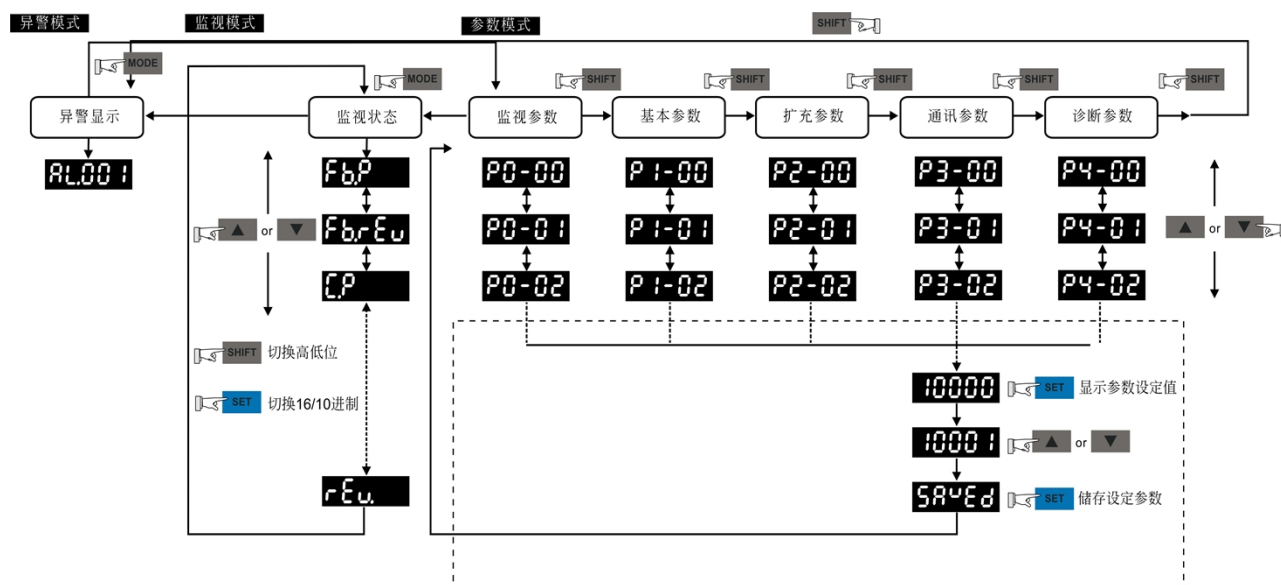 异警模式 监视模式 参数模式 SHIFT
MODE MODE SHIFT SHIFT SHIFT SHIFT SHIFT
异警显示 监视状态 监视参数 基本参数 扩充参数 通讯参数 诊断参数
AL.001 Fb.P P0-00 P1-00 P2-00 P3-00 P4-00
or Fb.rEu P0-01 P1-01 P2-01 P3-01 P4-01 or
C.P P0-02 P1-02 P2-02 P3-02 P4-02
SHIFT 切换高低位
10000 SET 显示参数设定值
SET 切换16/10进制
10001 or
rEu. SAVEd SET 储存设定参数